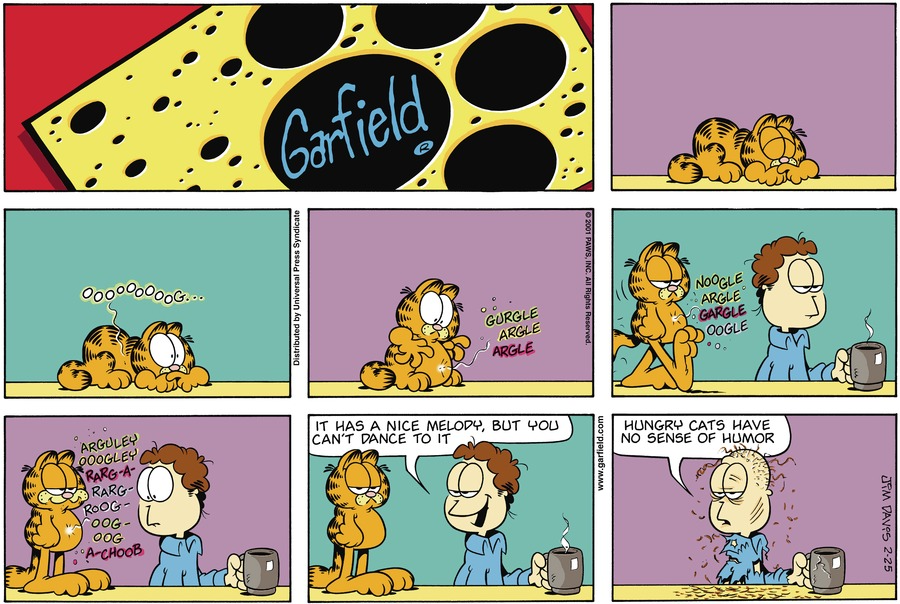 Garfield
®
OOOOOOOOG...
Distributed by Universal Press Syndicate
GURGLE
ARGLE
ARGLE
© 2001 PAWS, INC. All Rights Reserved.
NOOGLE
ARGLE
GARGLE
OOGLE
ARGULEY
OOOGLEY
RARG-A-
RARG-
ROOG-
OOG-
OOG
A-CHOOB
IT HAS A NICE MELODY, BUT YOU
CAN'T DANCE TO IT
www.garfield.com
HUNGRY CATS HAVE
NO SENSE OF HUMOR
JIM DAVIS 2-25